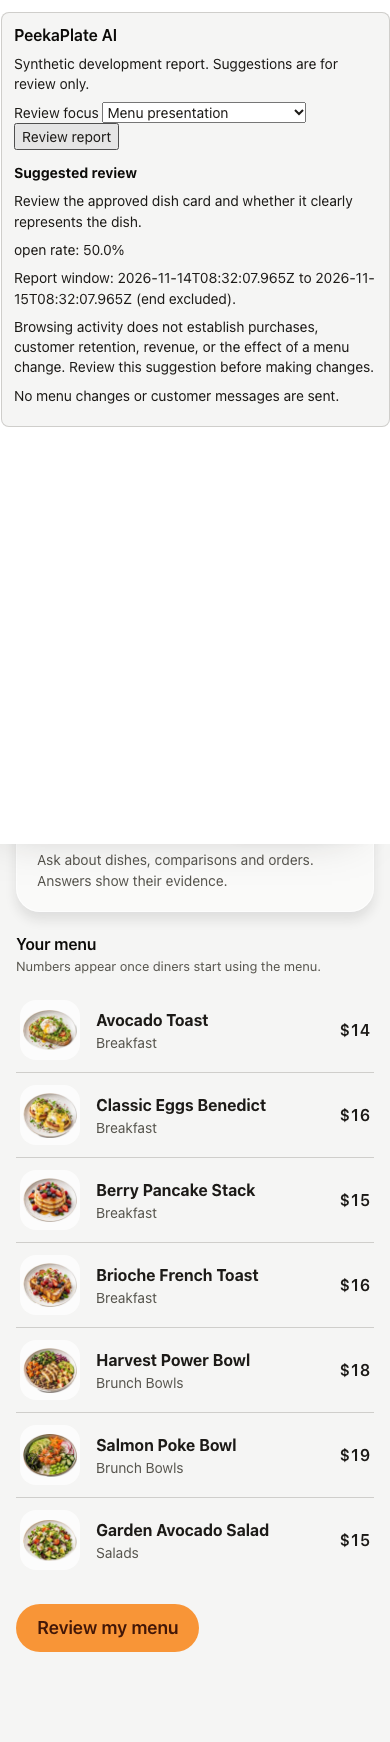 PeekaPlate AI
Synthetic development report. Suggestions are for
review only.
Review focus Menu presentation
Review report
Suggested review
Review the approved dish card and whether it clearly
represents the dish.
open rate: 50.0%
Report window: 2026-11-14T08:32:07.965Z to 2026-11-
15T08:32:07.965Z (end excluded).
Browsing activity does not establish purchases,
customer retention, revenue, or the effect of a menu
change. Review this suggestion before making changes.
No menu changes or customer messages are sent.
Ask about dishes, comparisons and orders.
Answers show their evidence.
Your menu
Numbers appear once diners start using the menu.
Avocado Toast
Breakfast
$14
Classic Eggs Benedict
Breakfast
$16
Berry Pancake Stack
Breakfast
$15
Brioche French Toast
Breakfast
$16
Harvest Power Bowl
Brunch Bowls
$18
Salmon Poke Bowl
Brunch Bowls
$19
Garden Avocado Salad
Salads
$15
Review my menu